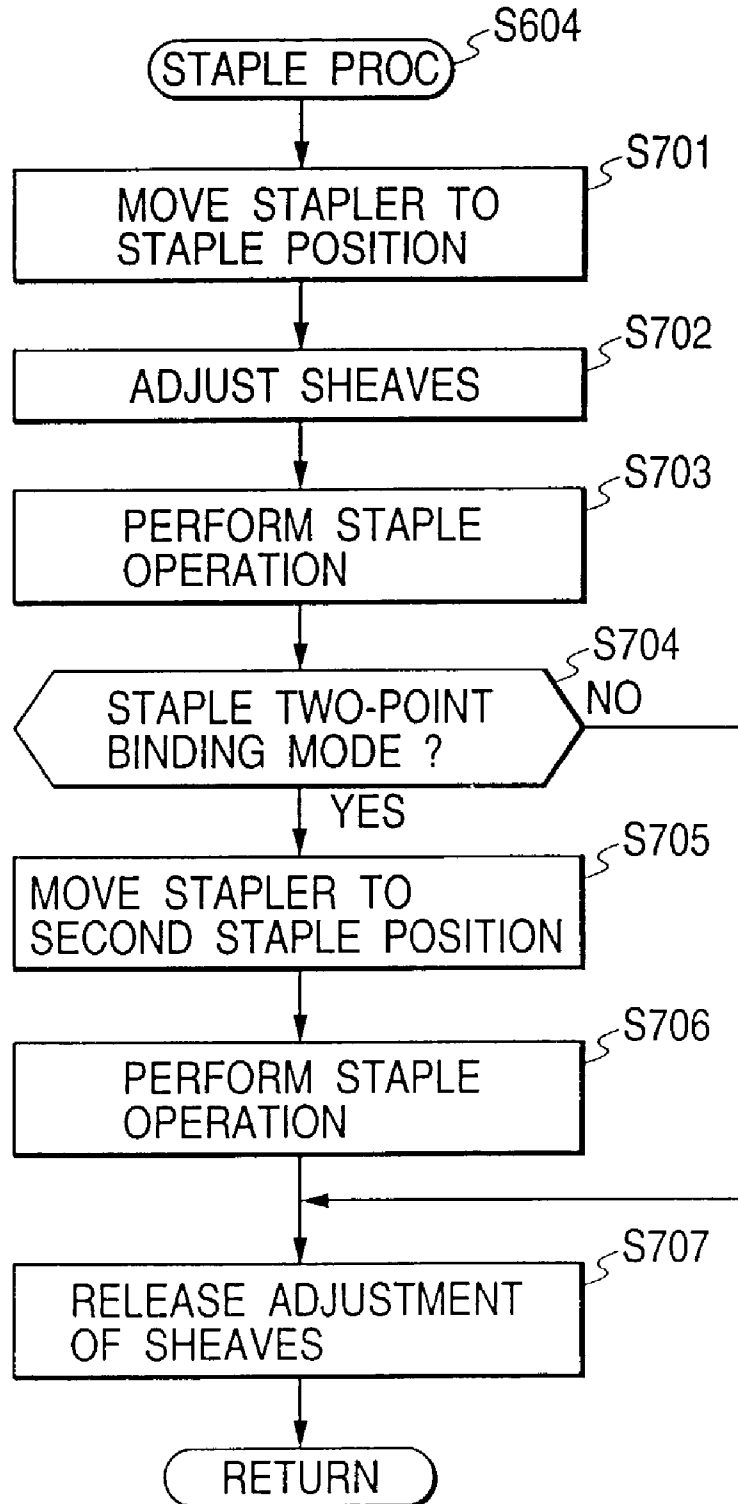 S604
STAPLE PROC
S701
MOVE STAPLER TO
STAPLE POSITION
S702
ADJUST SHEAVES
S703
PERFORM STAPLE
OPERATION
S704
STAPLE TWO-POINT
BINDING MODE ?
NO
YES
S705
MOVE STAPLER TO
SECOND STAPLE POSITION
S706
PERFORM STAPLE
OPERATION
S707
RELEASE ADJUSTMENT
OF SHEAVES
RETURN